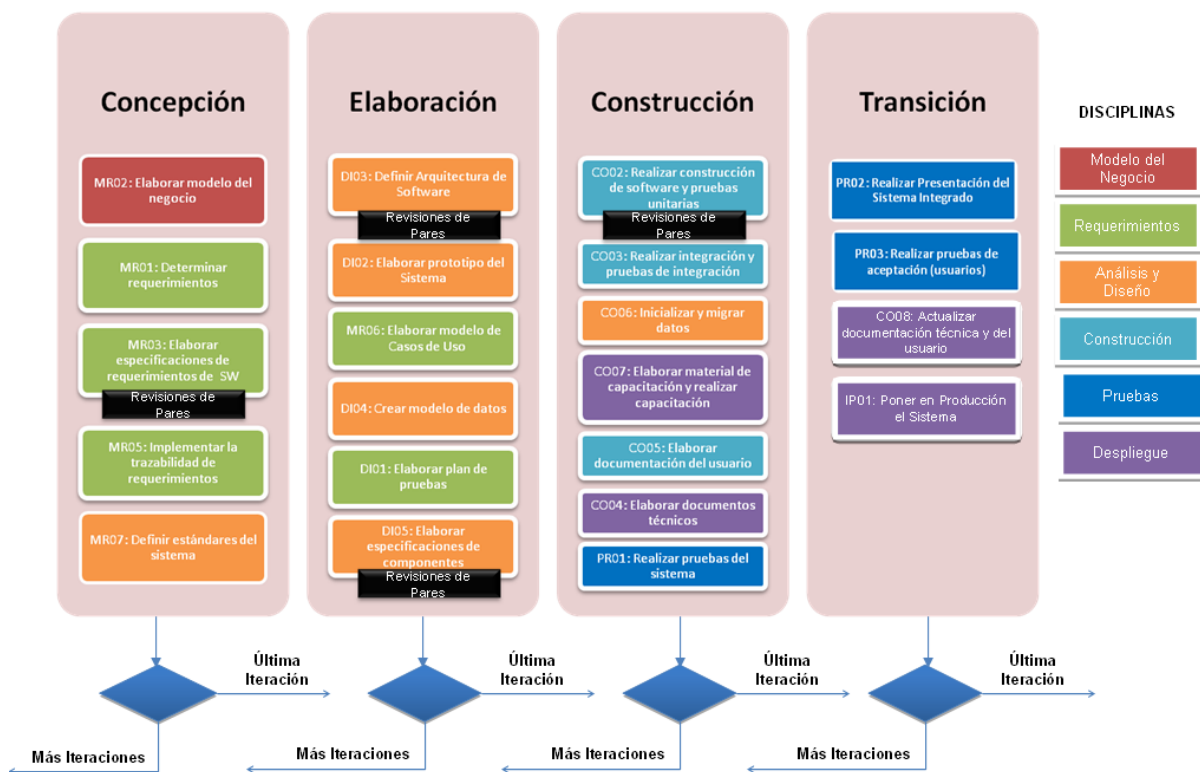 Concepción
MR02: Elaborar modelo del
negocio
MR01: Determinar
requerimientos
MR03: Elaborar
especificaciones de
requerimientos de SW
Revisiones de
Pares
MR05: Implementar la
trazabilidad de
requerimientos
MR07: Definir estándares del
sistema
Elaboración
DI03: Definir Arquitectura de
Software
Revisiones de
Pares
DI02: Elaborar prototipo del
Sistema
MR06: Elaborar modelo de
Casos de Uso
DI04: Crear modelo de datos
DI01: Elaborar plan de
pruebas
DI05: Elaborar
especificaciones de
componentes
Revisiones de
Pares
Construcción
CO02: Realizar construcción
de software y pruebas
unitarias
Revisiones de
Pares
CO03: Realizar integración y
pruebas de integración
CO06: Inicializar y migrar
datos
CO07: Elaborar material de
capacitación y realizar
capacitación
CO05: Elaborar
documentación del usuario
CO04: Elaborar documentos
técnicos
PR01: Realizar pruebas del
sistema
Transición
PR02: Realizar Presentación del
Sistema Integrado
PR03: Realizar pruebas de
aceptación (usuarios)
CO08: Actualizar
documentación técnica y del
usuario
IP01: Poner en Producción
el Sistema
DISCIPLINAS
Modelo del
Negocio
Requerimientos
Análisis y
Diseño
Construcción
Pruebas
Despliegue
Última
Iteración
Última
Iteración
Última
Iteración
Última
Iteración
Más Iteraciones
Más Iteraciones
Más Iteraciones
Más Iteraciones